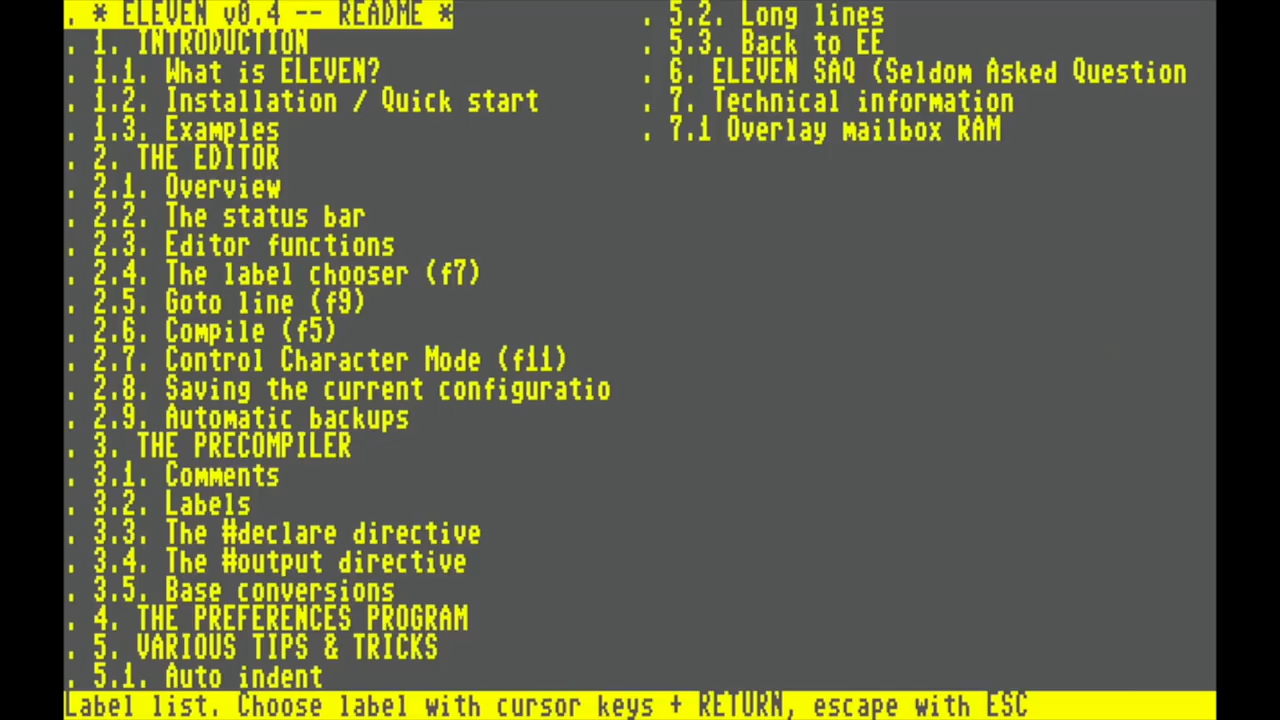 . * ELEVEN v0.4 -- README *
. 1. INTRODUCTION
. 1.1. What is ELEVEN?
. 1.2. Installation / Quick start
. 1.3. Examples
. 2. THE EDITOR
. 2.1. Overview
. 2.2. The status bar
. 2.3. Editor functions
. 2.4. The label chooser (f7)
. 2.5. Goto line (f9)
. 2.6. Compile (f5)
. 2.7. Control Character Mode (f11)
. 2.8. Saving the current configuratio
. 2.9. Automatic backups
. 3. THE PRECOMPILER
. 3.1. Comments
. 3.2. Labels
. 3.3. The #declare directive
. 3.4. The #output directive
. 3.5. Base conversions
. 4. THE PREFERENCES PROGRAM
. 5. VARIOUS TIPS & TRICKS
. 5.1. Auto indent
. 5.2. Long lines
. 5.3. Back to EE
. 6. ELEVEN SAQ (Seldom Asked Question
. 7. Technical information
. 7.1 Overlay mailbox RAM
Label list. Choose label with cursor keys + RETURN, escape with ESC